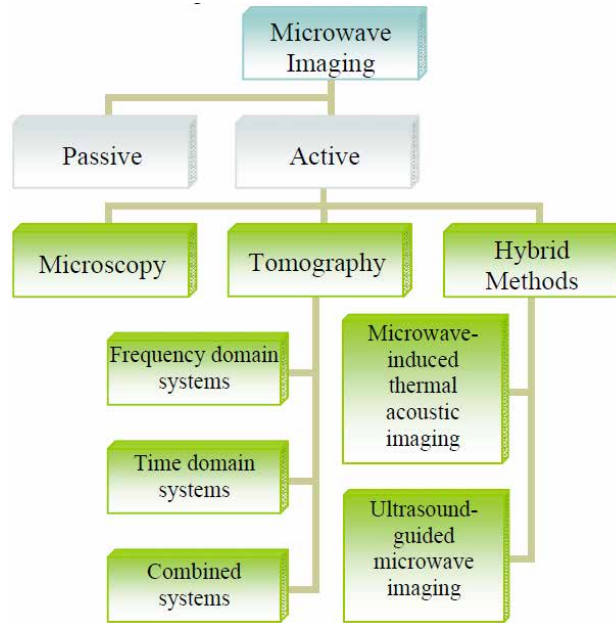 Microwave
Imaging
Passive
Active
Microscopy
Tomography
Hybrid
Methods
Frequency domain
systems
Time domain
systems
Combined
systems
Microwave-
induced
thermal
acoustic
imaging
Ultrasound-
guided
microwave
imaging